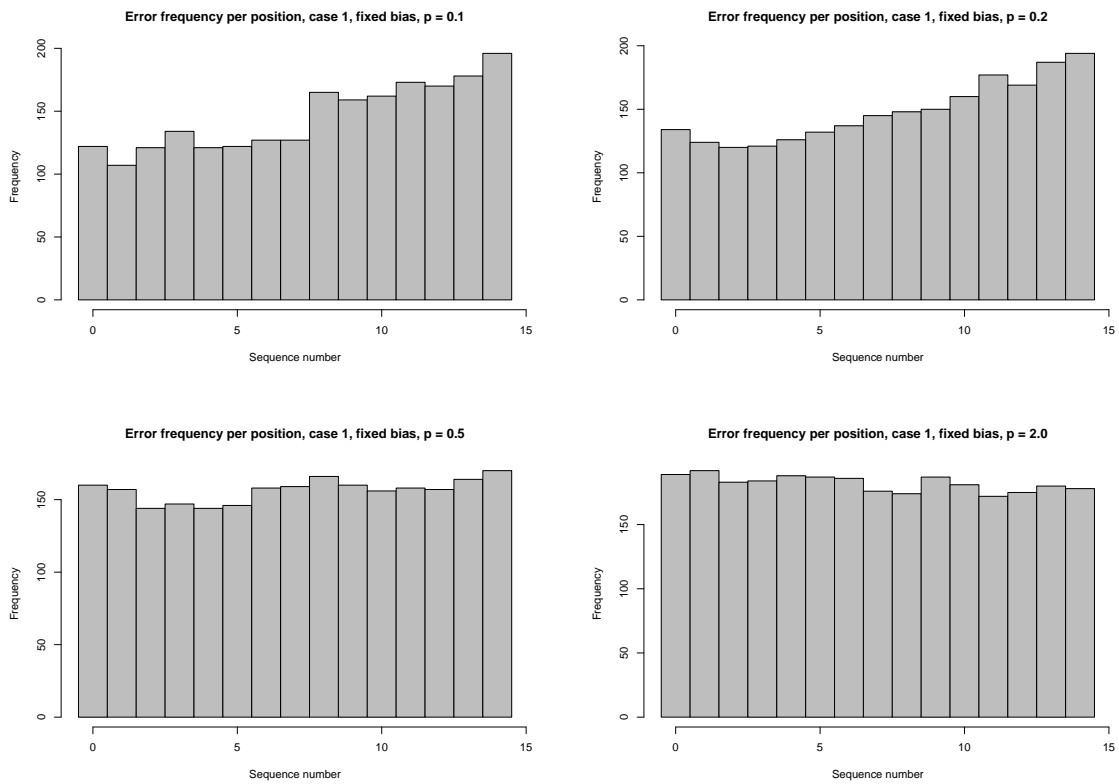 Error frequency per position, case 1, fixed bias, p = 0.1
Frequency
200
150
100
50
0
0 5 10 15
Sequence number
Error frequency per position, case 1, fixed bias, p = 0.2
Frequency
200
150
100
50
0
0 5 10 15
Sequence number
Error frequency per position, case 1, fixed bias, p = 0.5
Frequency
150
100
50
0
0 5 10 15
Sequence number
Error frequency per position, case 1, fixed bias, p = 2.0
Frequency
150
100
50
0
0 5 10 15
Sequence number